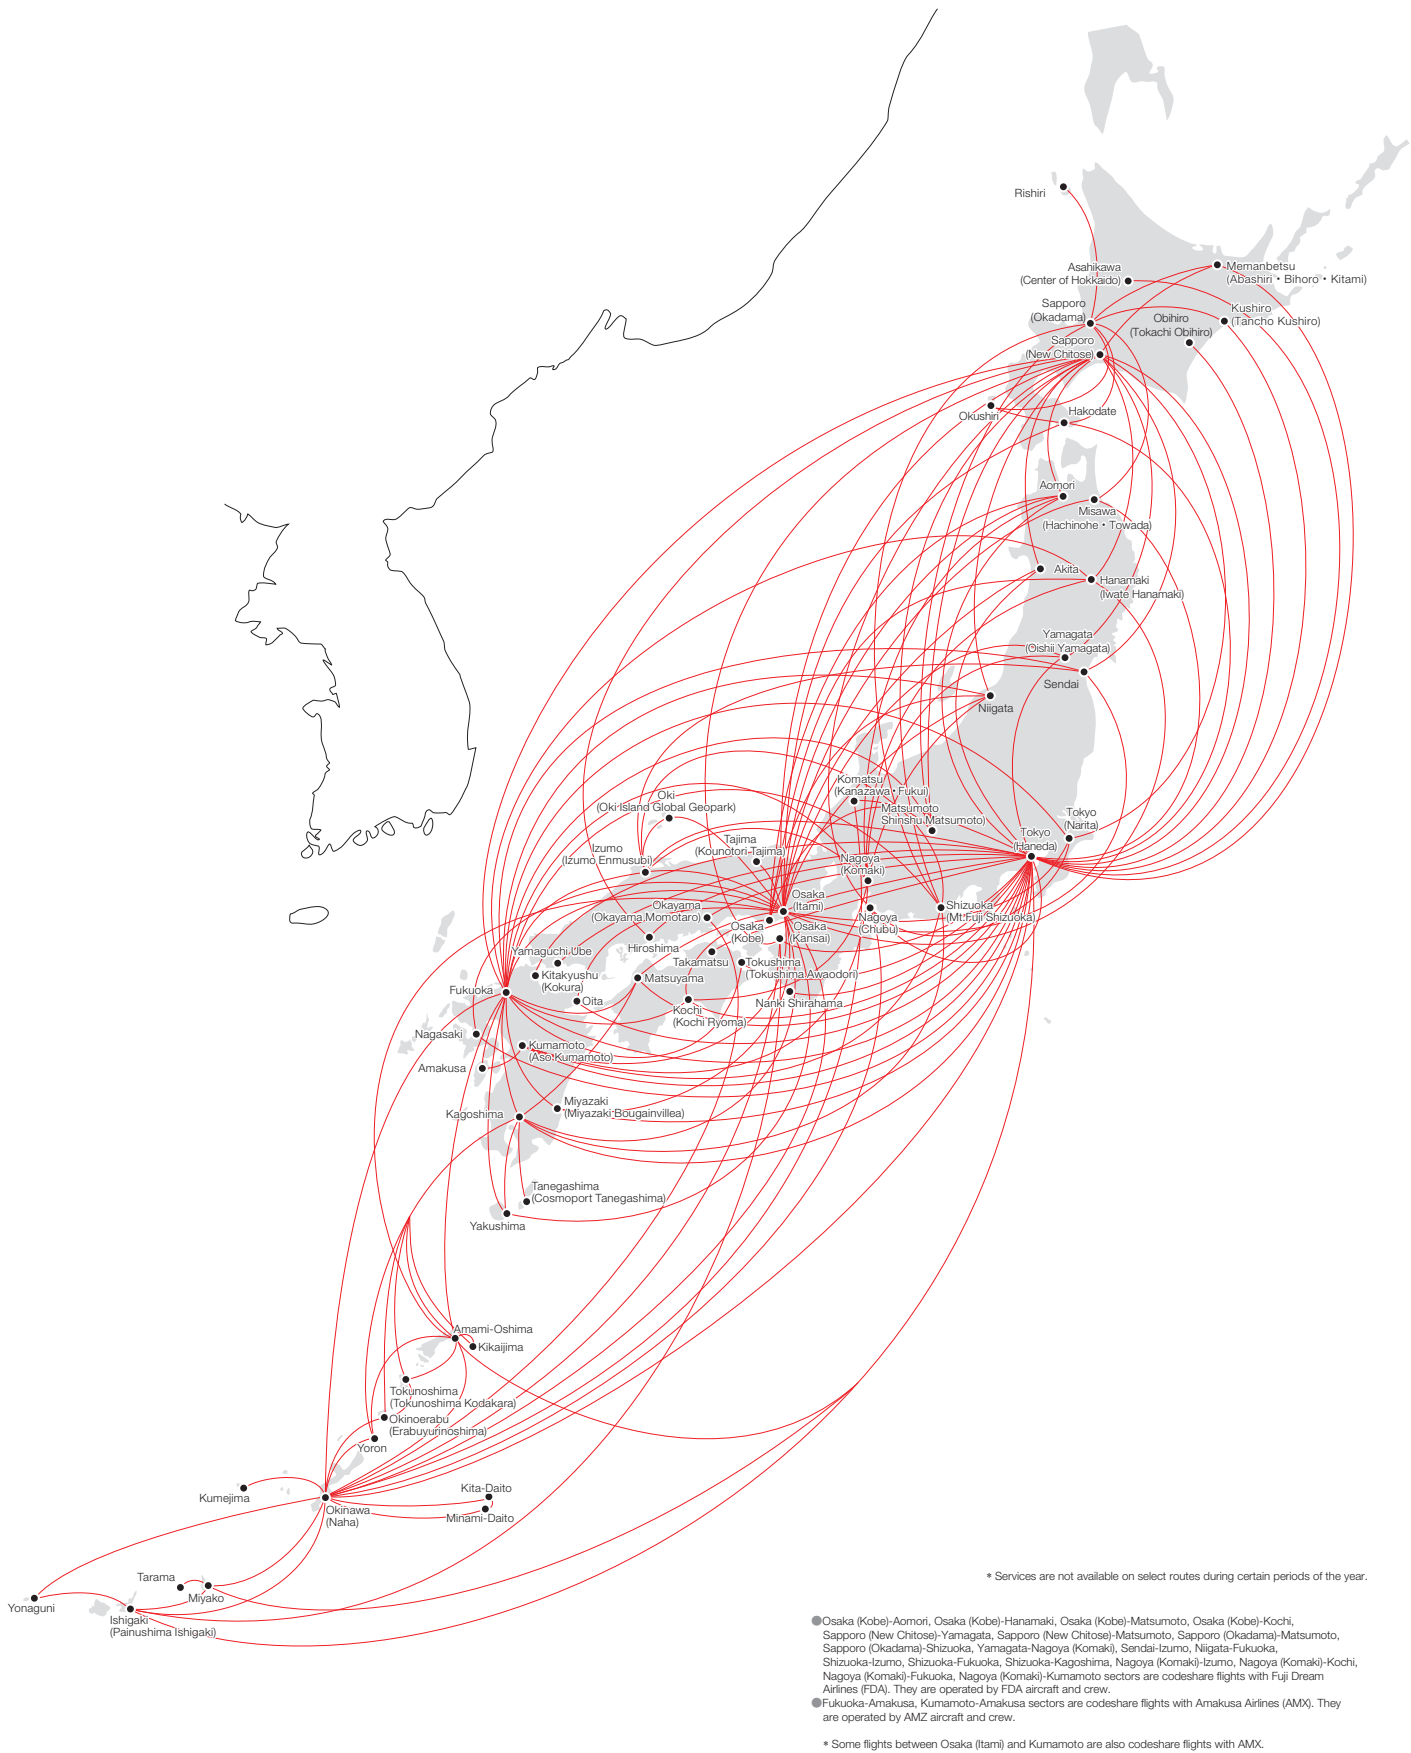 Rishiri
Asahikawa
(Center of Hokkaido)
Memanbetsu
(Abashiri・Bihoro・Kitami)
Sapporo
(Okadama)
Kushiro
(Tancho Kushiro)
Obihiro
(Tokachi Obihiro)
Sapporo
(New Chitose)
Okushiri
Hakodate
Aomori
Misawa
(Hachinohe・Towada)
Akita
Hanamaki
(Iwate Hanamaki)
Yamagata
(Oishii Yamagata)
Sendai
Niigata
Komatsu
(Kanazawa・Fukui)
Oki
(Oki Island Global Geopark)
Matsumoto
Shinshu Matsumoto)
Tokyo
(Narita)
Tokyo
(Haneda)
Tajima
(Kounotori Tajima)
Izumo
(Izumo Enmusubi)
Nagoya
(Komaki)
Osaka
(Itami)
Okayama
(Okayama Momotaro)
Shizuoka
(Mt.Fuji Shizuoka)
Nagoya
(Chubu)
Osaka
(Kobe)
Osaka
(Kansai)
Hiroshima
Yamaguchi Ube
Takamatsu
Tokushima
(Tokushima Awaodori)
Kitakyushu
(Kokura)
Matsuyama
Fukuoka
Oita
Nanki Shirahama
Kochi
(Kochi Ryoma)
Nagasaki
Kumamoto
(Aso Kumamoto)
Amakusa
Miyazaki
(Miyazaki Bougainvillea)
Kagoshima
Tanegashima
(Cosmoport Tanegashima)
Yakushima
Amami-Oshima
Kikaijima
Tokunoshima
(Tokunoshima Kodakara)
Okinoerabu
(Erabuyurinoshima)
Yoron
Kumejima
Kita-Daito
Okinawa
(Naha)
Minami-Daito
Tarama
Miyako
Yonaguni
Ishigaki
(Painushima Ishigaki)
* Services are not available on select routes during certain periods of the year.
●Osaka (Kobe)-Aomori, Osaka (Kobe)-Hanamaki, Osaka (Kobe)-Matsumoto, Osaka (Kobe)-Kochi,
Sapporo (New Chitose)-Yamagata, Sapporo (New Chitose)-Matsumoto, Sapporo (Okadama)-Matsumoto,
Sapporo (Okadama)-Shizuoka, Yamagata-Nagoya (Komaki), Sendai-Izumo, Niigata-Fukuoka,
Shizuoka-Izumo, Shizuoka-Fukuoka, Shizuoka-Kagoshima, Nagoya (Komaki)-Izumo, Nagoya (Komaki)-Kochi,
Nagoya (Komaki)-Fukuoka, Nagoya (Komaki)-Kumamoto sectors are codeshare flights with Fuji Dream
Airlines (FDA). They are operated by FDA aircraft and crew.
●Fukuoka-Amakusa, Kumamoto-Amakusa sectors are codeshare flights with Amakusa Airlines (AMX). They
are operated by AMZ aircraft and crew.
* Some flights between Osaka (Itami) and Kumamoto are also codeshare flights with AMX.